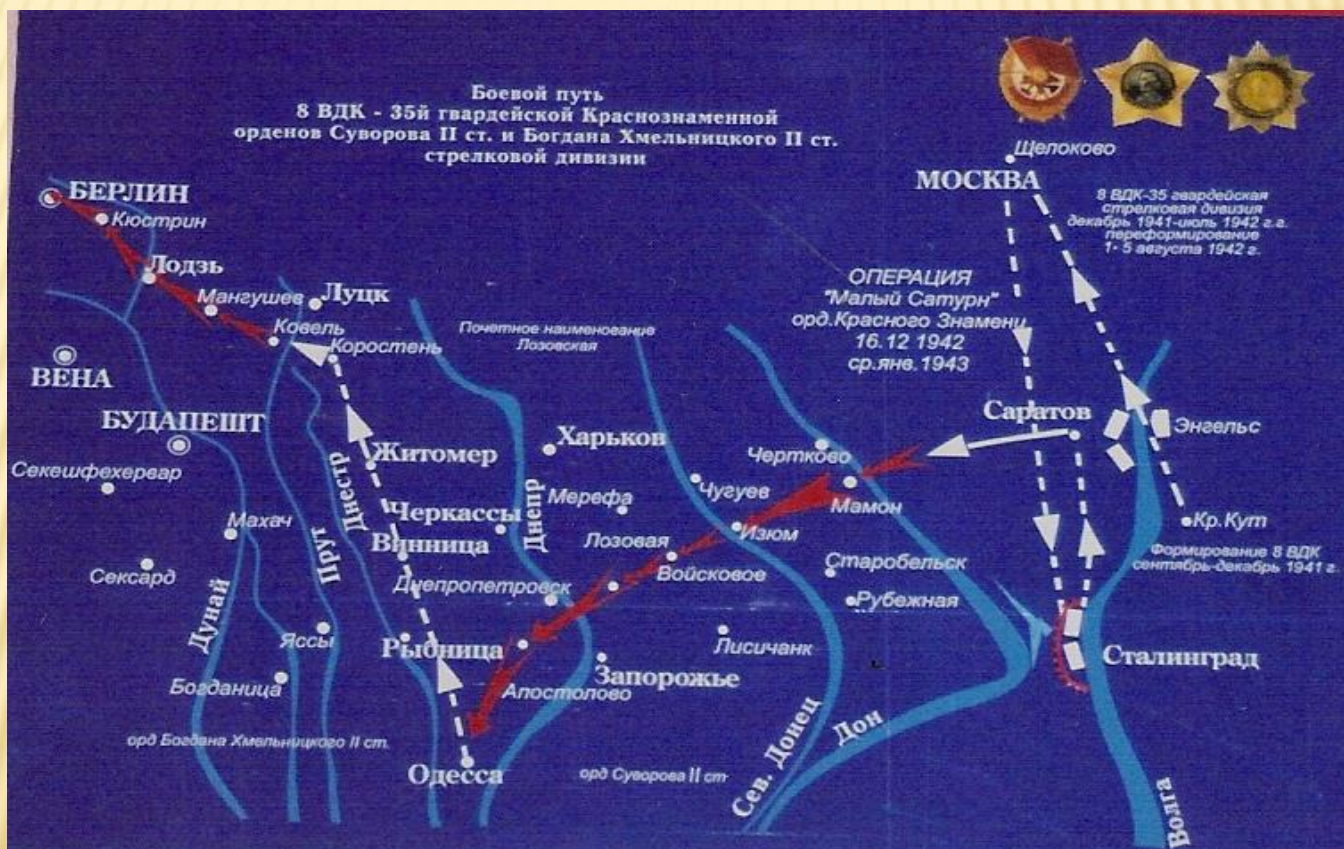 Боевой путь
8 ВДК - 35й гвардейской Краснознаменной
орденов Суворова II ст. и Богдана Хмельницкого II ст.
стрелковой дивизии
Щелоково
МОСКВА
8 ВДК-35 гвардейская
стрелковая дивизия
декабрь 1941-июль 1942 г.г.
переформирование
1- 5 августа 1942 г.
БЕРЛИН
Кюстрин
Лодзь
Мангушев
Луцк
Ковель
Коростень
Почетное наименование
Лозовская
ОПЕРАЦИЯ
"Малый Сатурн"
орд.Красного Знамени
16.12 1942
ср.янв.1943
ВЕНА
БУДАПЕШТ
Секешфехервар
Житомер
Харьков
Чертково
Саратов
Энгельс
Махач
Черкассы
Мерефа
Чугуев
Мамон
Кр.Кут
Сексард
Винница
Лозовая
Изюм
Формирование 8 ВДК
сентябрь-декабрь 1941 г.
Днепропетровск
Войсковое
Старобельск
Рубежная
Дунай
Прут
Днестр
Днепр
Яссы
Рыбница
Лисичанк
Сталинград
Богданица
Апостолово
Запорожье
орд Богдана Хмельницкого II ст.
Одесса
орд Суворова II ст
Сев. Донец
Дон
Волга